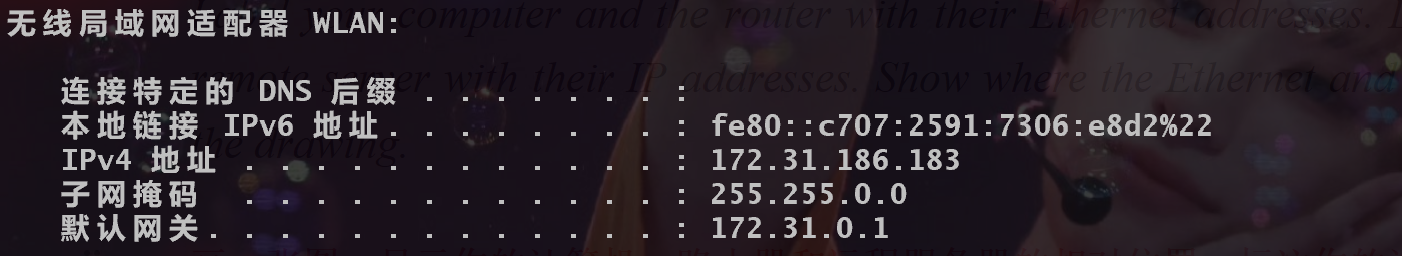 your computer and the router with their Ethernet addresses.
无线局域网适配器 WLAN:
with their IP addresses. Show where the Ethernet and
连接特定的 DNS 后缀 . . . . . . . :
本地链接 IPv6 地址. . . . . . . . : fe80::c707:2591:7306:e8d2%22
the drawing.
IPv4 地址 . . . . . . . . . . . . : 172.31.186.183
子网掩码  . . . . . . . . . . . . : 255.255.0.0
默认网关. . . . . . . . . . . . . : 172.31.0.1